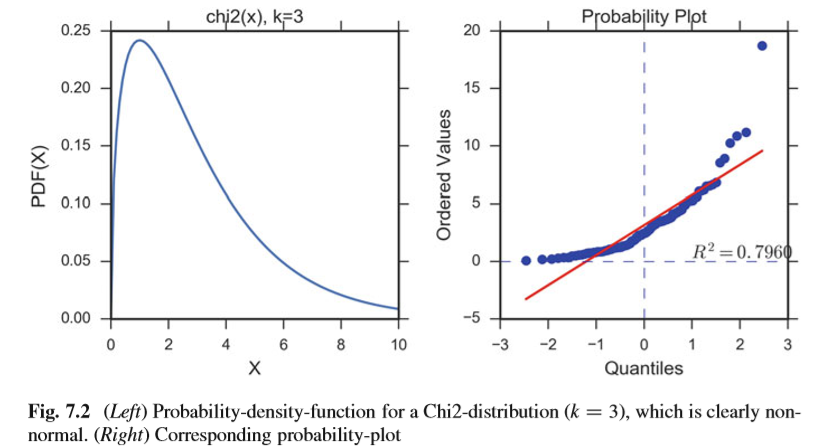 chi2(x), k=3
0.25
0.20
0.15
0.10
0.05
0.00
PDF(X)
0 2 4 6 8 10
X
Probability Plot
20
15
10
5
0
−5
Ordered Values
R² = 0.7960
−3 −2 −1 0 1 2 3
Quantiles
Fig. 7.2 (Left) Probability-density-function for a Chi2-distribution (k = 3), which is clearly non-
normal. (Right) Corresponding probability-plot